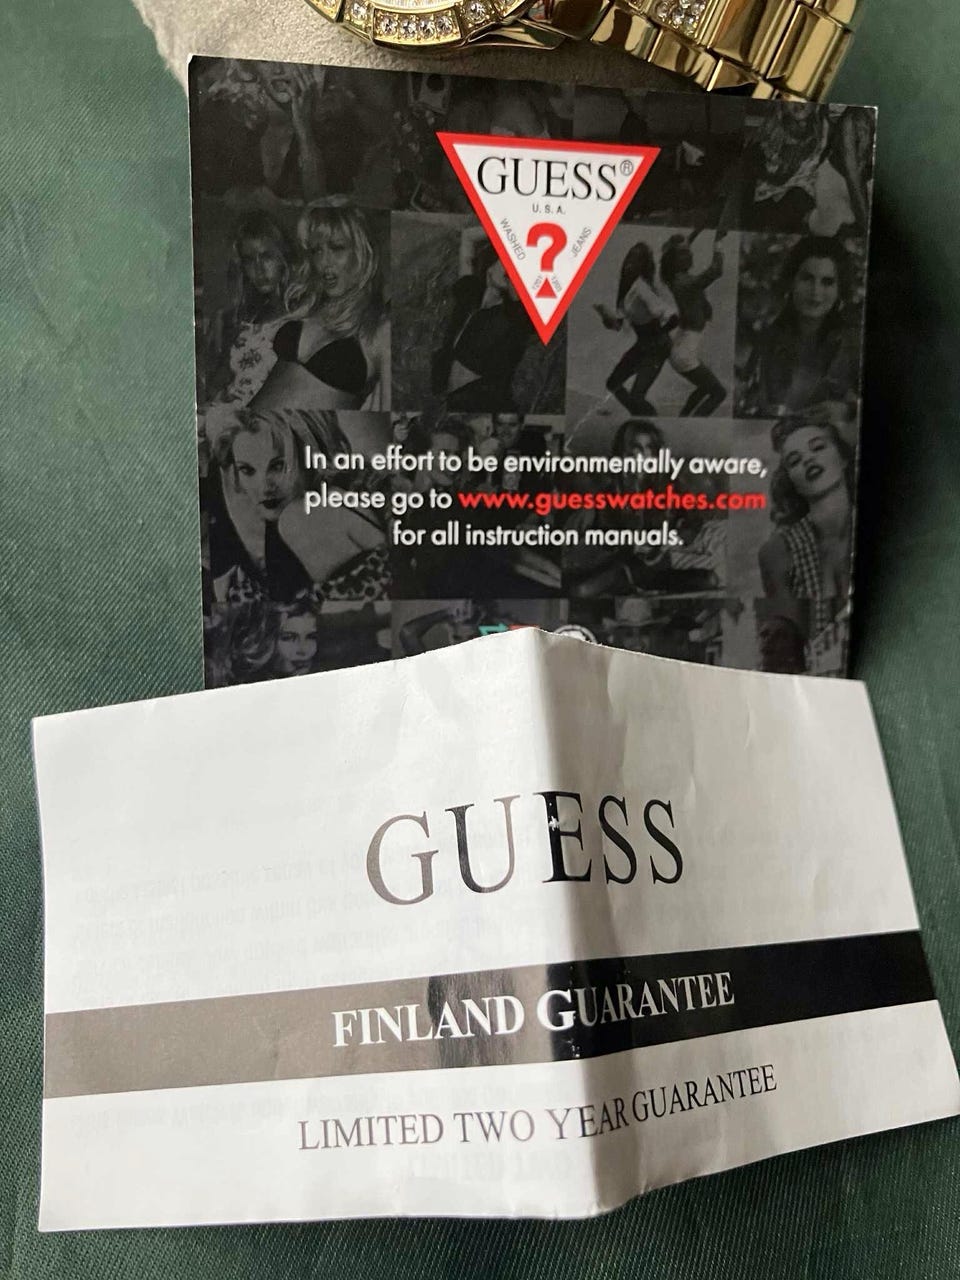 GUESS®
U.S.A.
WASHED
JEANS
?
In an effort to be environmentally aware,
please go to www.guesswatches.com
for all instruction manuals.
GUESS
FINLAND GUARANTEE
LIMITED TWO YEAR GUARANTEE